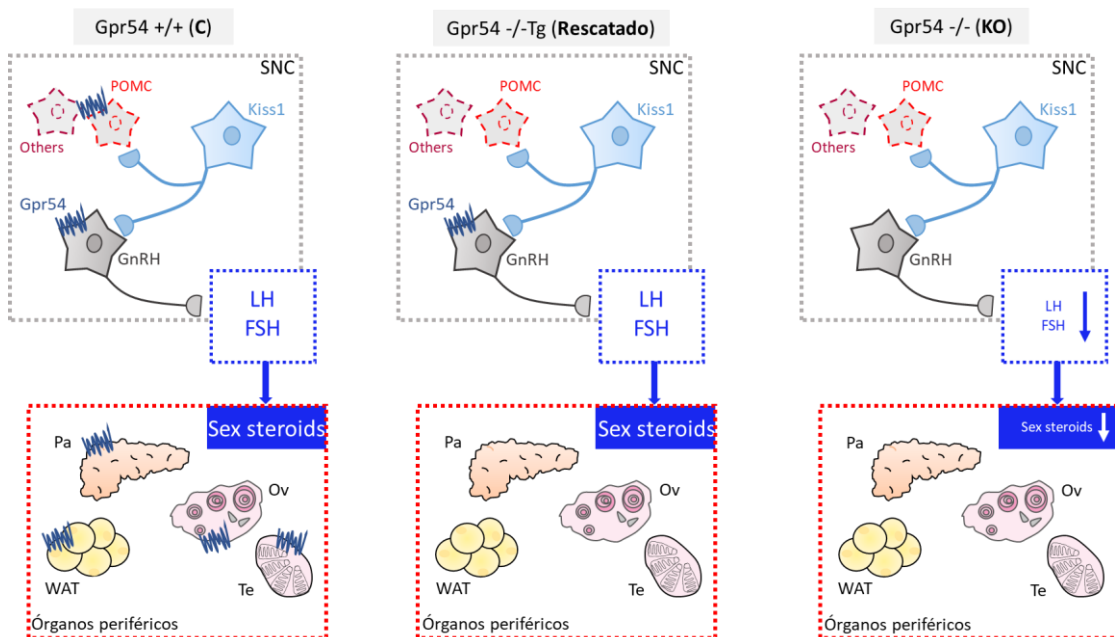 Gpr54 +/+ (C)
SNC
POMC
Kiss1
Others
Gpr54
GnRH
LH
FSH
Sex steroids
Pa
Ov
WAT
Te
Órganos periféricos
Gpr54 -/-Tg (Rescatado)
SNC
POMC
Kiss1
Others
Gpr54
GnRH
LH
FSH
Sex steroids
Pa
Ov
WAT
Te
Órganos periféricos
Gpr54 -/- (KO)
SNC
POMC
Kiss1
Others
GnRH
LH
FSH
Sex steroids
Pa
Ov
WAT
Te
Órganos periféricos